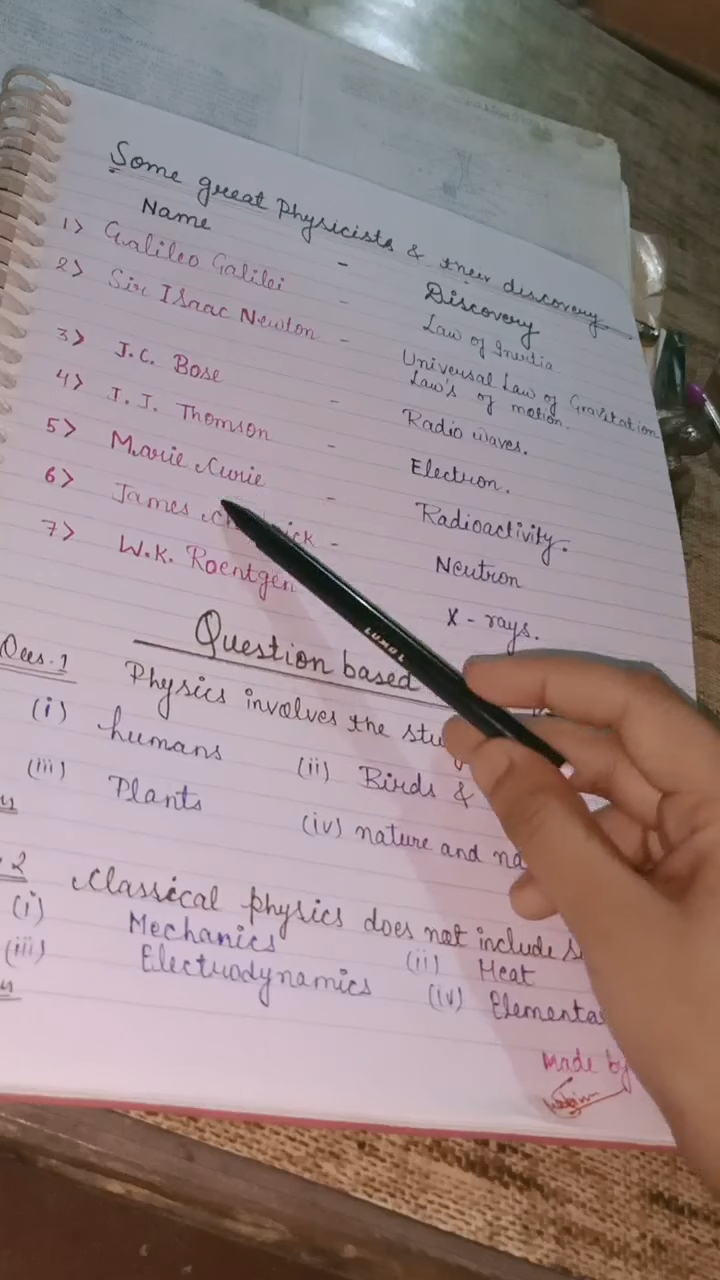 Some great Physicists & their discovery
Name - Discovery
1> Galileo Galilei - Law of Inertia
2> Sir Isaac Newton - Universal Law of Gravitation
Law's of motion.
3> J.C. Bose - Radio waves.
4> J.J. Thomson - Electron.
5> Marie Curie - Radioactivity.
6> James - Neutron
7> W.K. Roentgen X-rays.
Question based
Ques.1 Physics involves the
(i) humans (ii) Birds &
(iii) Plants (iv) nature and
2 Classical physics does not include
(i) Mechanics (ii) Heat
(iii) Electrodynamics (iv)
made by
LUXOR